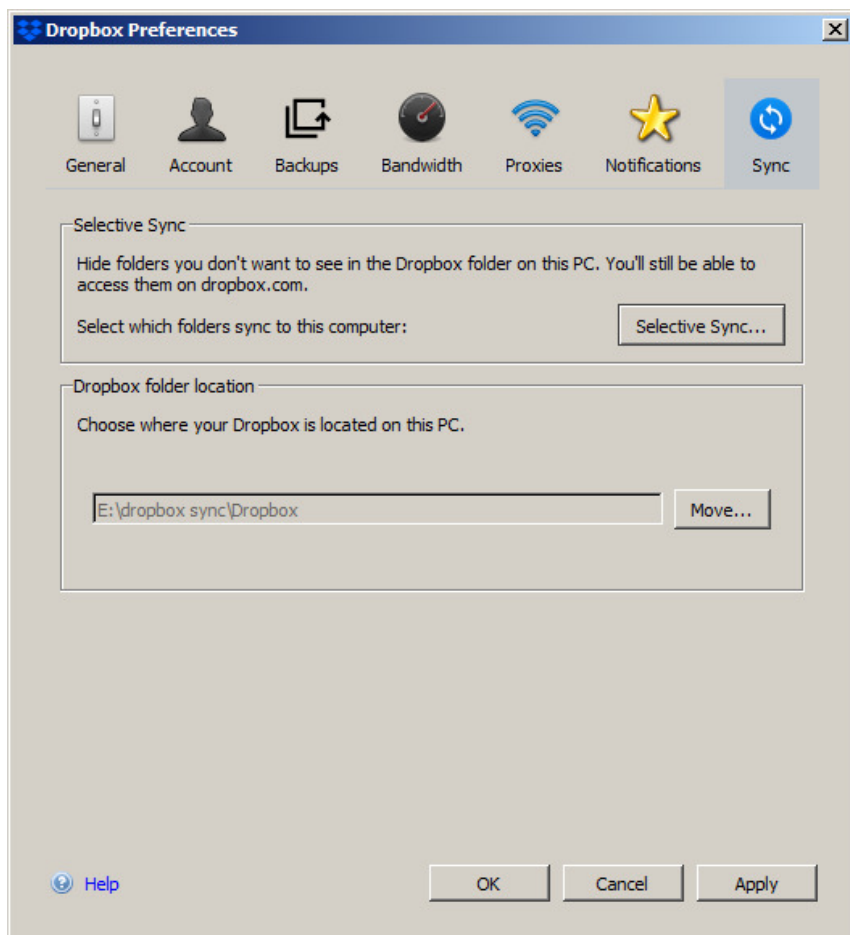 Dropbox Preferences
General Account Backups Bandwidth Proxies Notifications Sync
Selective Sync
Hide folders you don't want to see in the Dropbox folder on this PC. You'll still be able to
access them on dropbox.com.
Select which folders sync to this computer: Selective Sync...
Dropbox folder location
Choose where your Dropbox is located on this PC.
E:\dropbox sync\Dropbox Move...
Help OK Cancel Apply